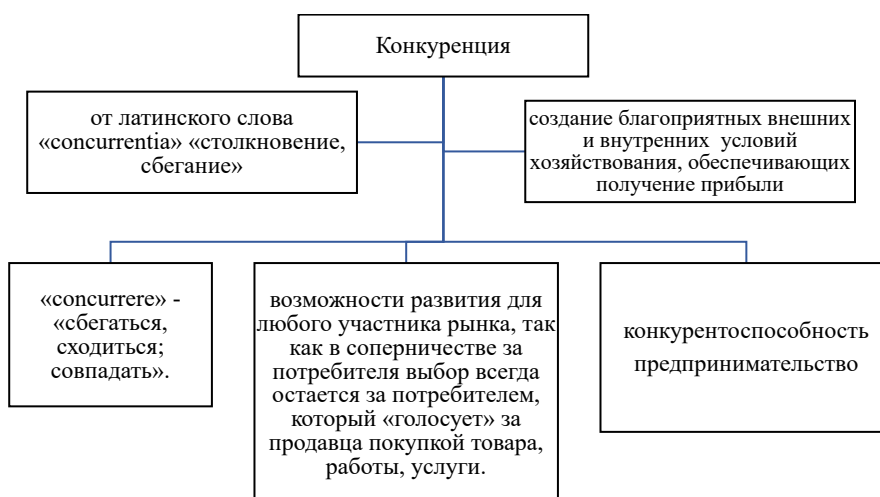 Конкуренция
от латинского слова
«concurrentia» «столкновение,
сбегание»
создание благоприятных внешних
и внутренних условий
хозяйствования, обеспечивающих
получение прибыли
«concurrere» -
«сбегаться,
сходиться;
совпадать».
возможности развития для
любого участника рынка, так
как в соперничестве за
потребителя выбор всегда
остается за потребителем,
который «голосует» за
продавца покупкой товара,
работы, услуги.
конкурентоспособность
предпринимательство